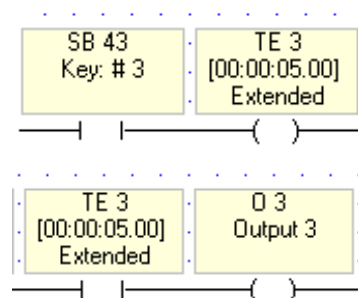 SB 43
Key: # 3
TE 3
[00:00:05.00]
Extended
TE 3
[00:00:05.00]
Extended
O 3
Output 3